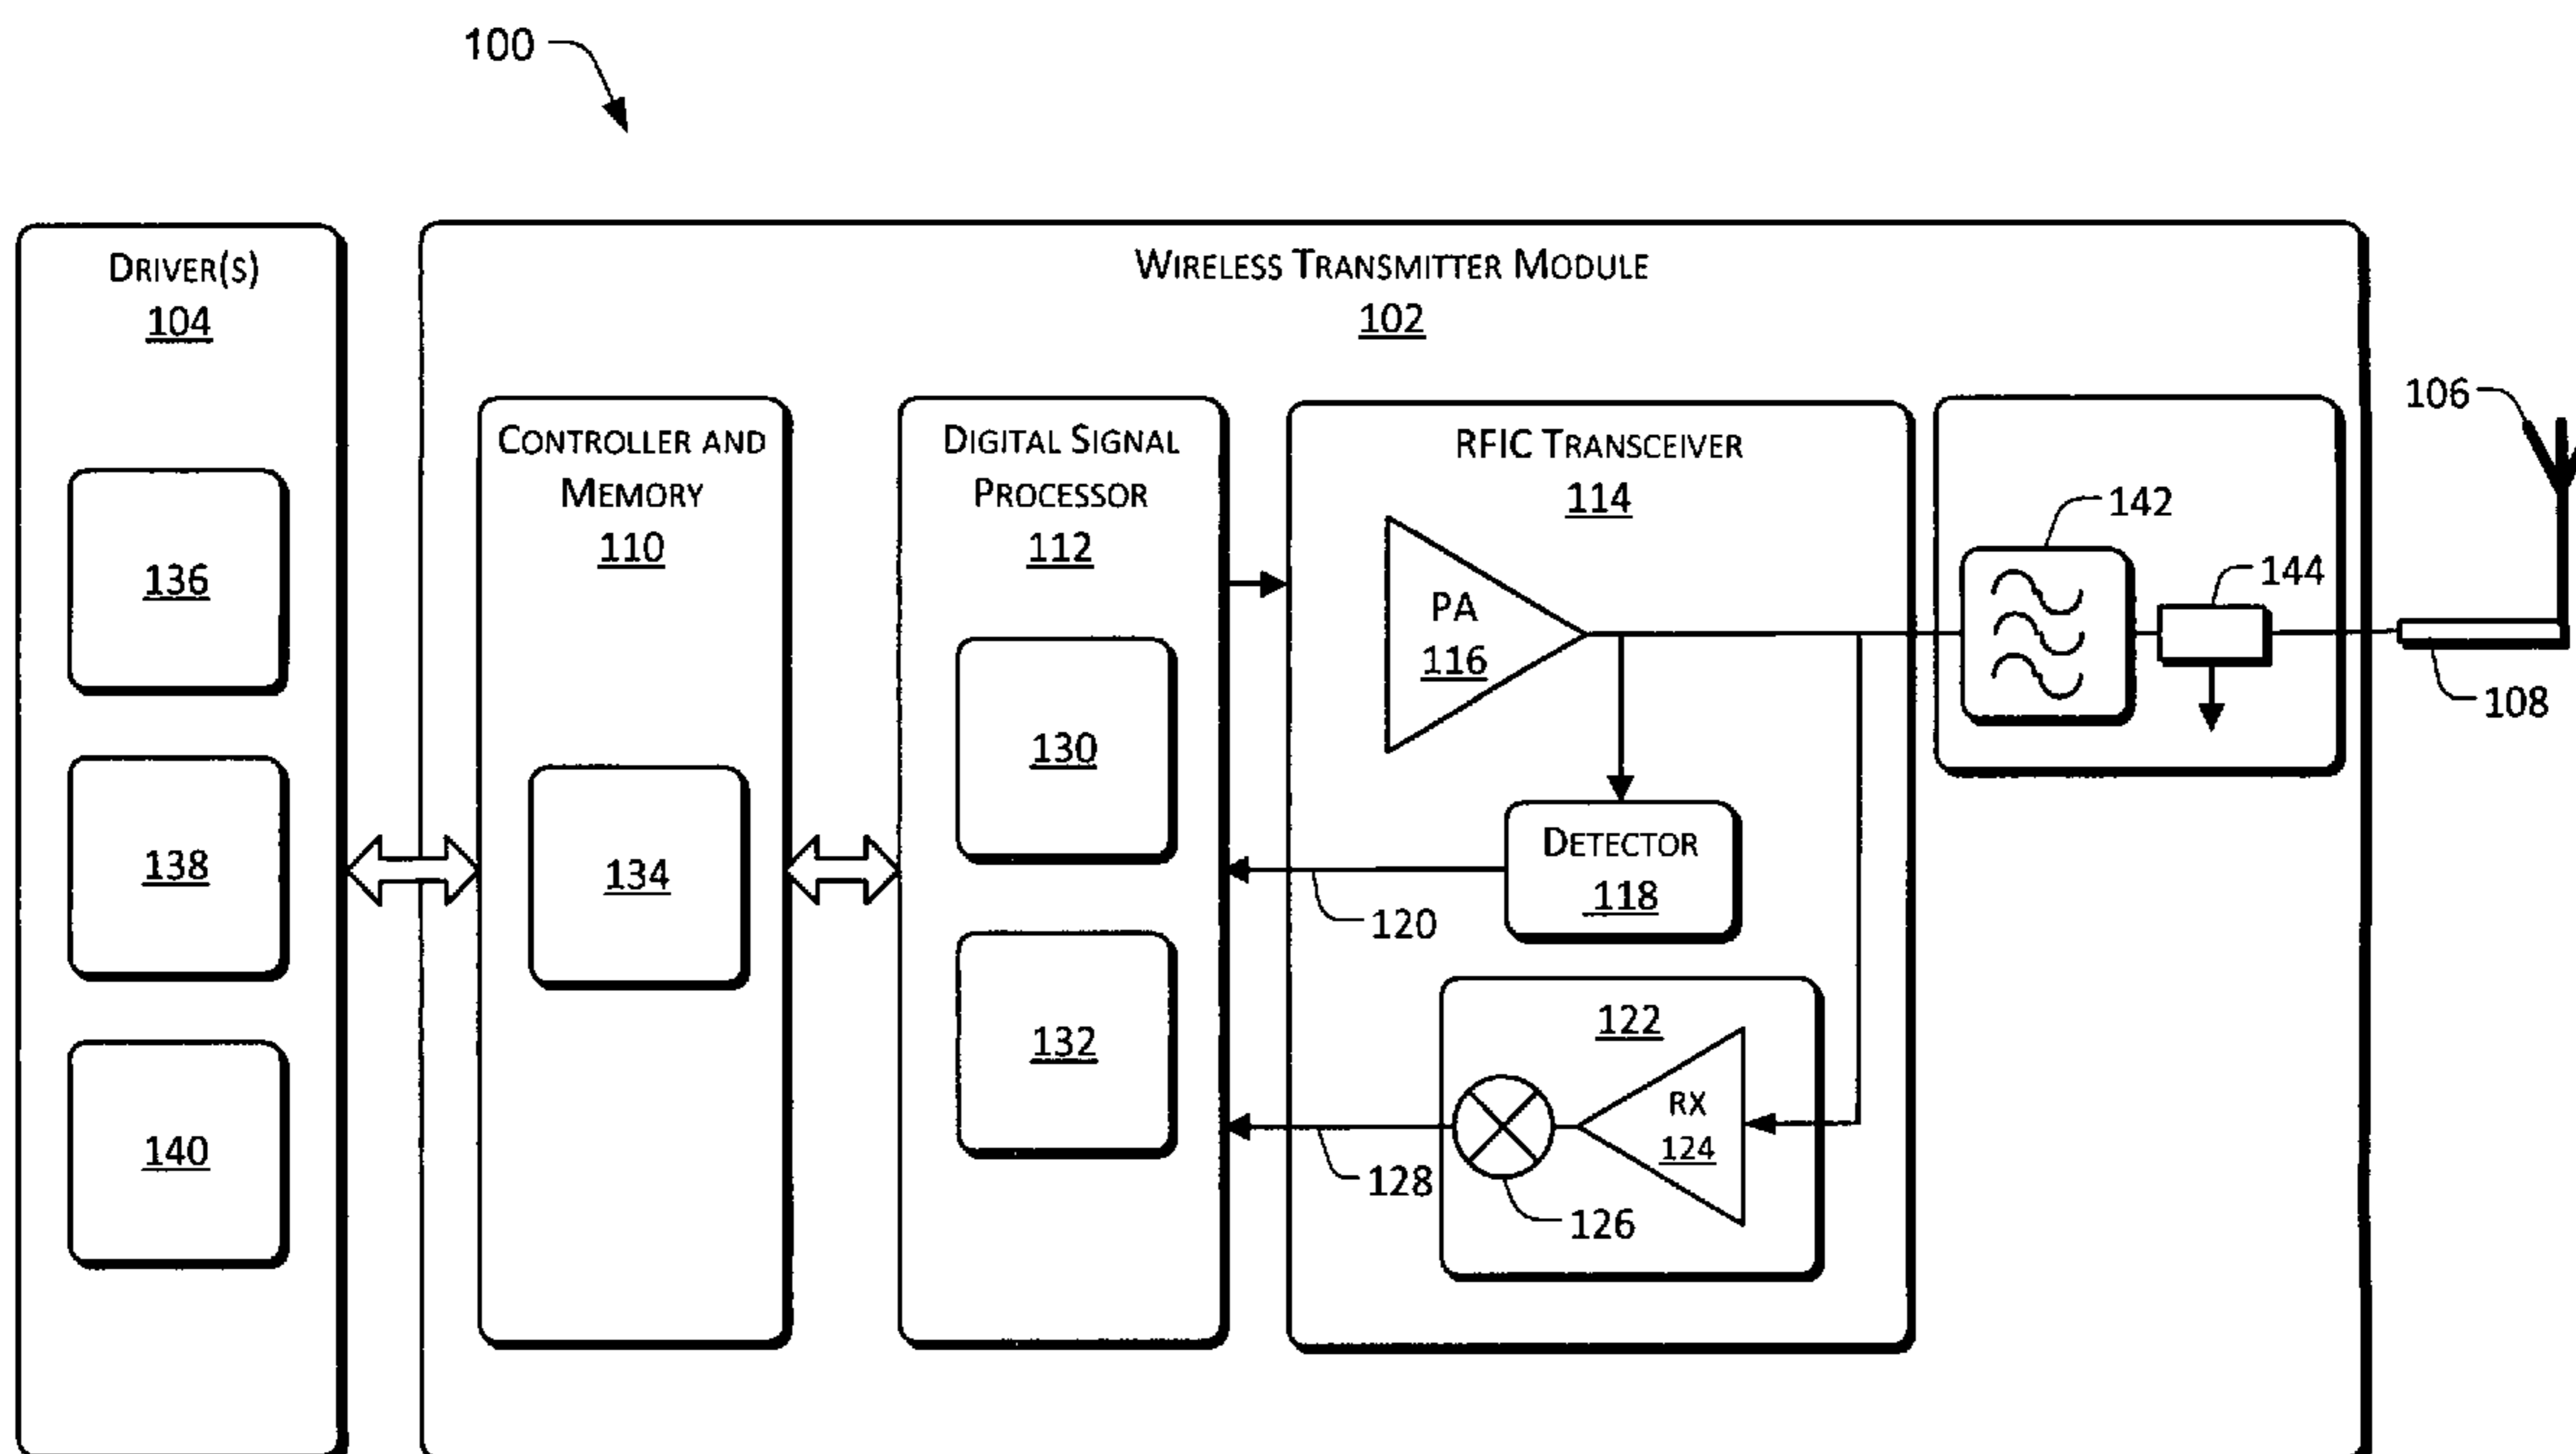 100
DRIVER(S)
104
136
138
140
WIRELESS TRANSMITTER MODULE
102
CONTROLLER AND
MEMORY
110
134
DIGITAL SIGNAL
PROCESSOR
112
130
132
RFIC TRANSCEIVER
114
PA
116
DETECTOR
118
120
122
RX
124
126
128
142
144
106
108